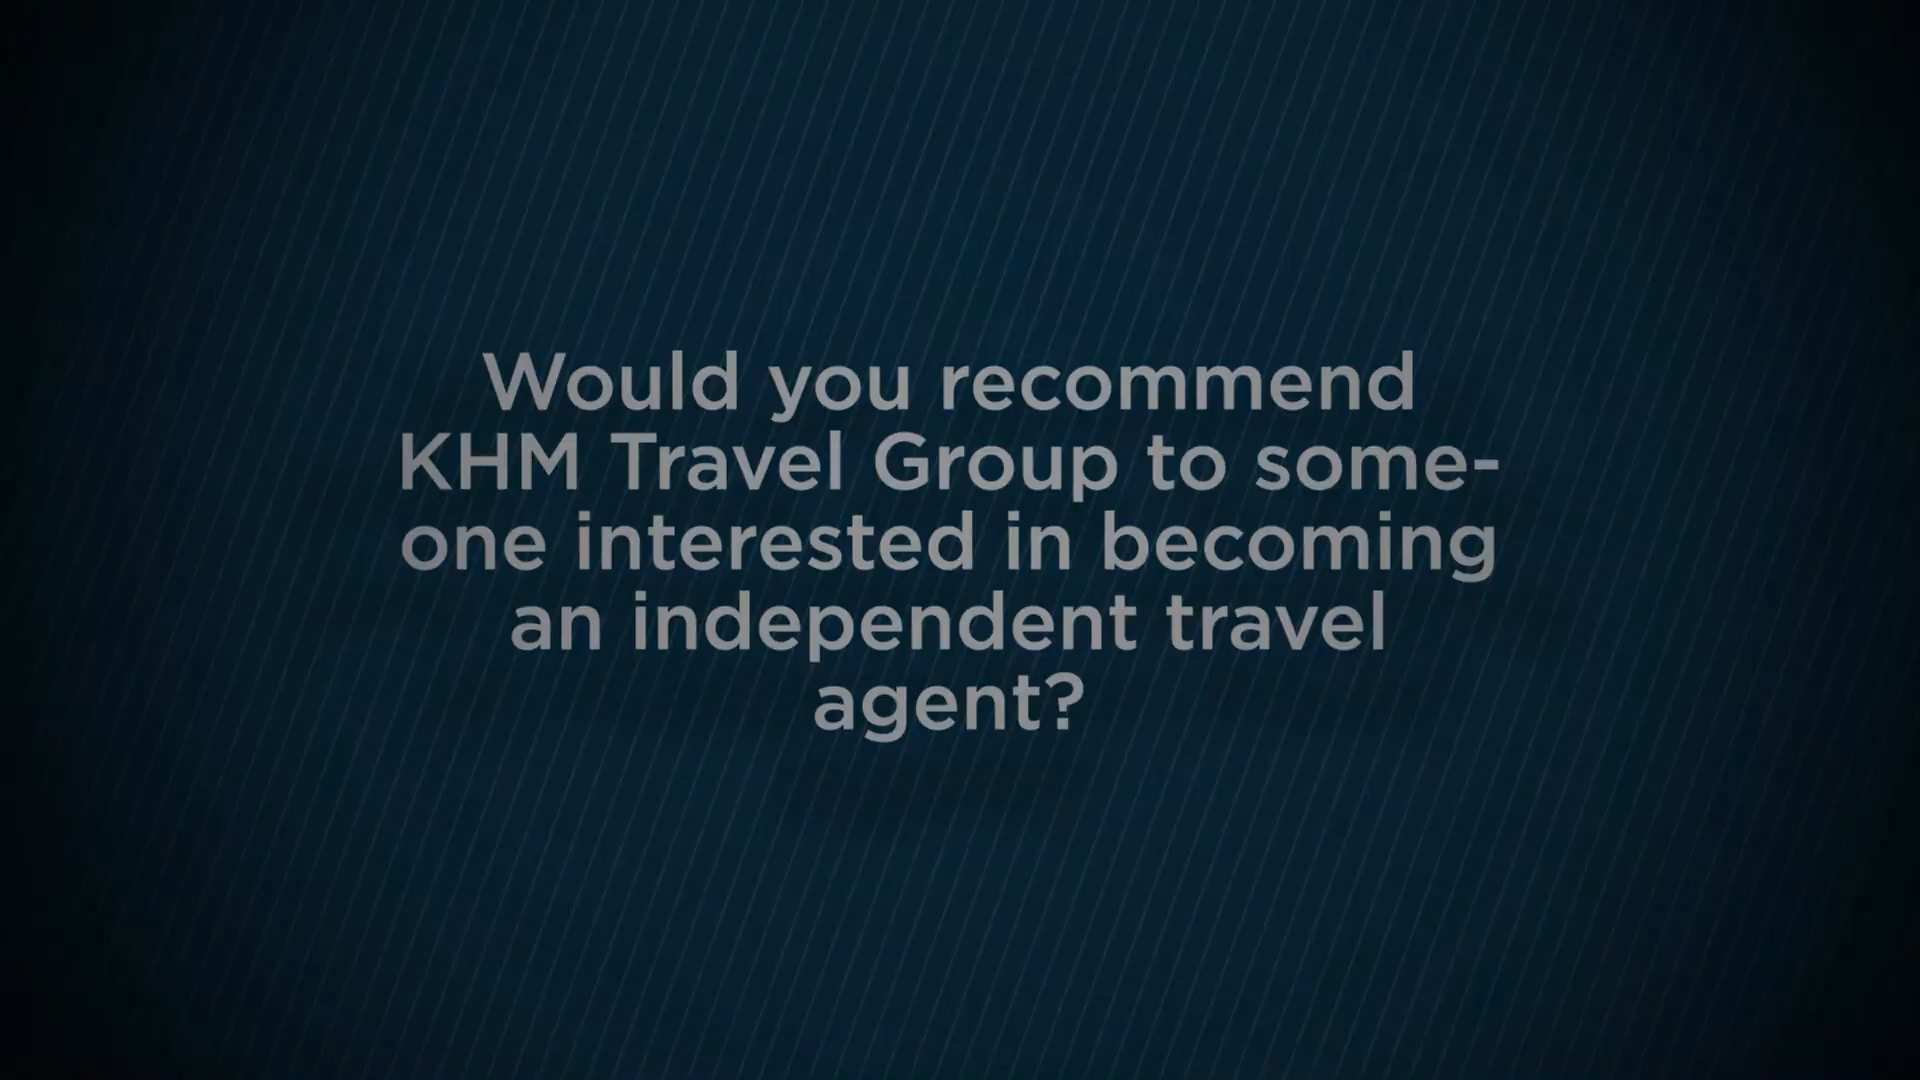 Would you recommend
KHM Travel Group to some-
one interested in becoming
an independent travel
agent?